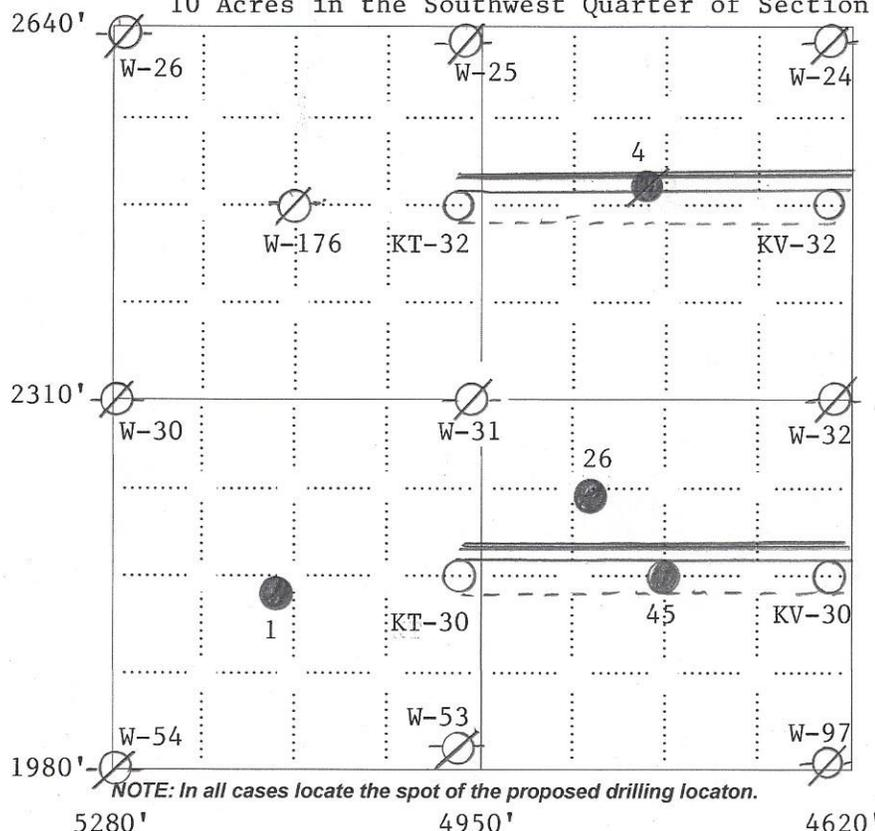 10 Acres in the Southwest Quarter of Section
2640'
W-26
W-25
W-24
4
W-176
KT-32
KV-32
2310'
W-30
W-31
W-32
26
KT-30
45
KV-30
1
W-53
W-54
W-97
1980'
NOTE: In all cases locate the spot of the proposed drilling locaton.
5280'
4950'
4620'